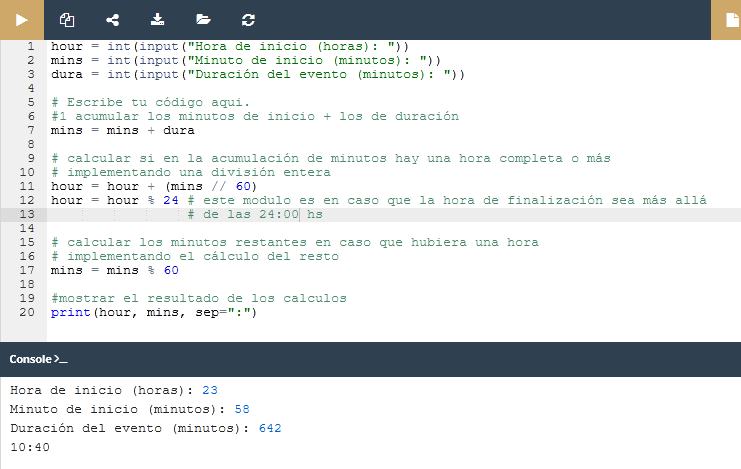 1 hour = int(input("Hora de inicio (horas): "))
2 mins = int(input("Minuto de inicio (minutos): "))
3 dura = int(input("Duración del evento (minutos): "))
4
5 # Escribe tu código aquí.
6 #1 acumular los minutos de inicio + los de duración
7 mins = mins + dura
8
9 # calcular si en la acumulación de minutos hay una hora completa o más
10 # implementando una división entera
11 hour = hour + (mins // 60)
12 hour = hour % 24 # este modulo es en caso que la hora de finalización sea más allá
13 # de las 24:00 hs
14
15 # calcular los minutos restantes en caso que hubiera una hora
16 # implementando el cálculo del resto
17 mins = mins % 60
18
19 #mostrar el resultado de los calculos
20 print(hour, mins, sep=":")
Console >_
Hora de inicio (horas): 23
Minuto de inicio (minutos): 58
Duración del evento (minutos): 642
10:40